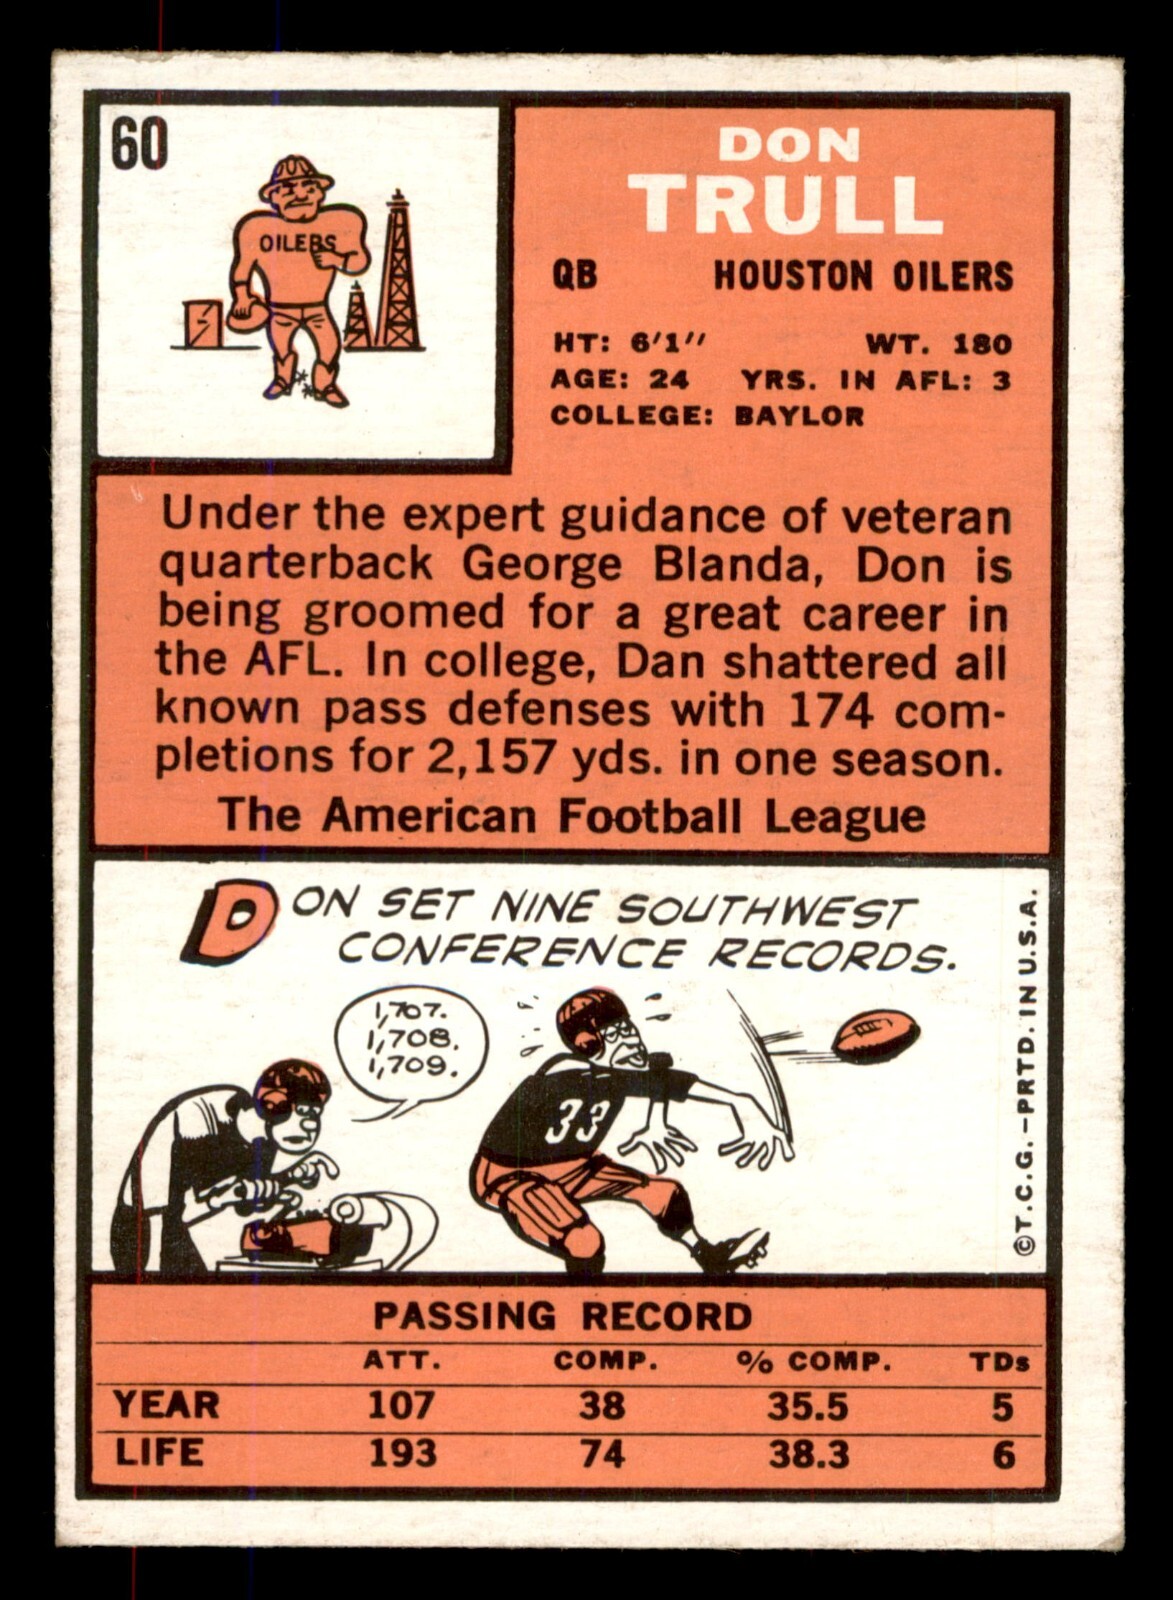 60
OILERS
DON
TRULL
QB HOUSTON OILERS
HT: 6'1" WT. 180
AGE: 24 YRS. IN AFL: 3
COLLEGE: BAYLOR
Under the expert guidance of veteran
quarterback George Blanda, Don is
being groomed for a great career in
the AFL. In college, Dan shattered all
known pass defenses with 174 com-
pletions for 2,157 yds. in one season.
The American Football League
DON SET NINE SOUTHWEST
CONFERENCE RECORDS.
1,707.
1,708.
1,709.
33
©T.C.G.-PRTD. IN U.S.A.
PASSING RECORD
ATT. COMP. % COMP. TDs
YEAR 107 38 35.5 5
LIFE 193 74 38.3 6